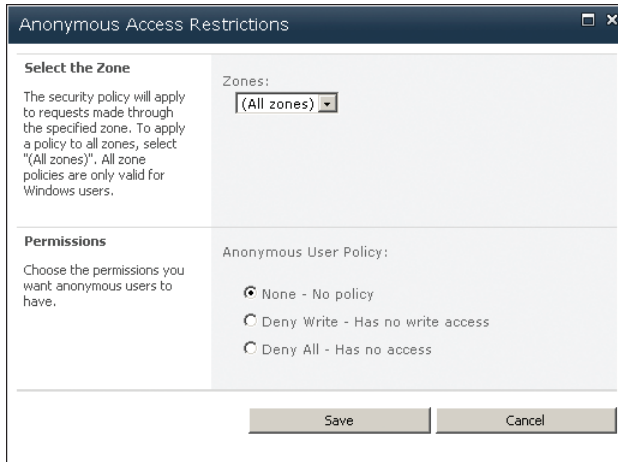 Anonymous Access Restrictions
Select the Zone
The security policy will apply
to requests made through
the specified zone. To apply
a policy to all zones, select
"(All zones)". All zone
policies are only valid for
Windows users.
Zones:
(All zones)
Permissions
Choose the permissions you
want anonymous users to
have.
Anonymous User Policy:
None - No policy
Deny Write - Has no write access
Deny All - Has no access
Save
Cancel